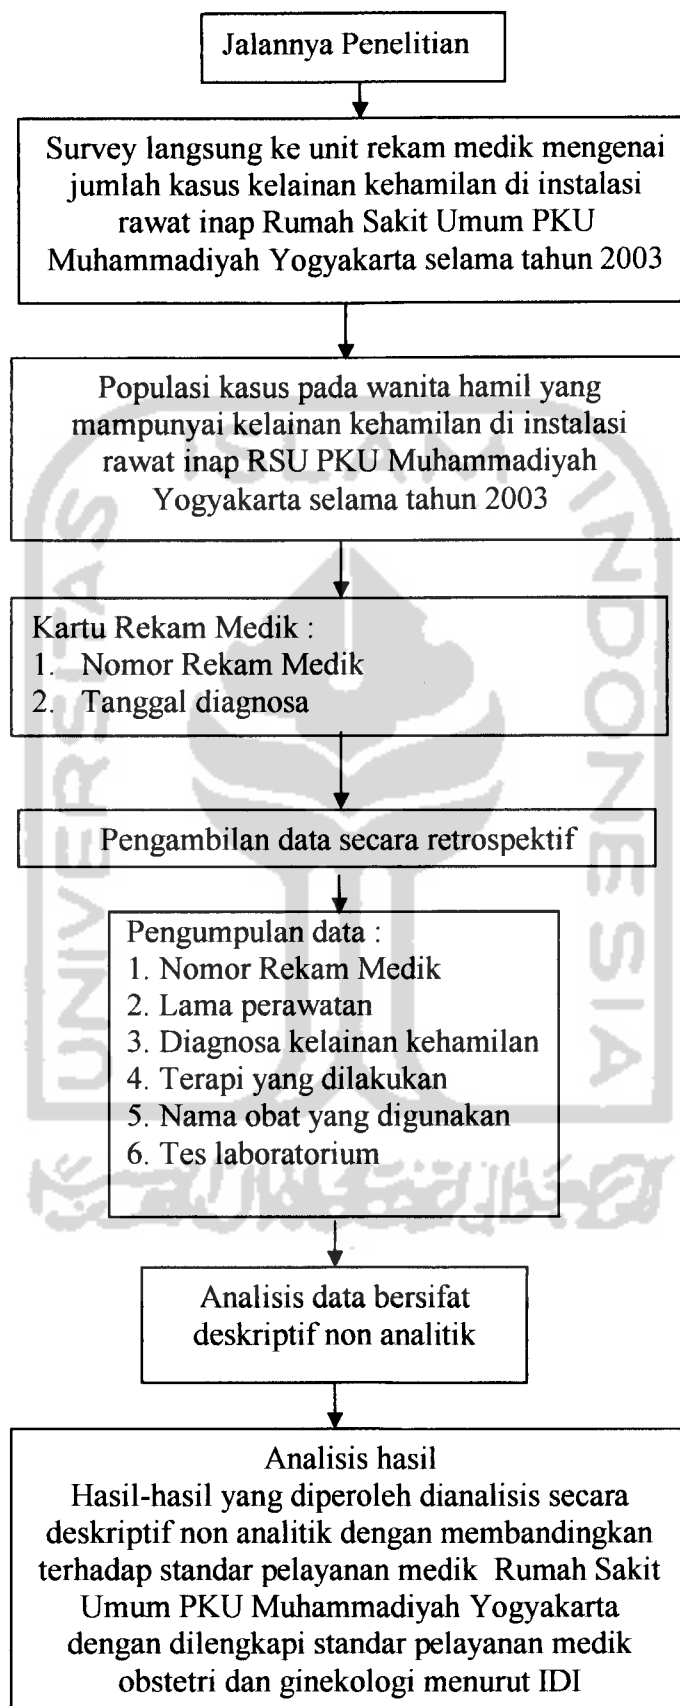 Jalannya Penelitian
Survey langsung ke unit rekam medik mengenai
jumlah kasus kelainan kehamilan di instalasi
rawat inap Rumah Sakit Umum PKU
Muhammadiyah Yogyakarta selama tahun 2003
Populasi kasus pada wanita hamil yang
mampunyai kelainan kehamilan di instalasi
rawat inap RSU PKU Muhammadiyah
Yogyakarta selama tahun 2003
Kartu Rekam Medik :
1. Nomor Rekam Medik
2. Tanggal diagnosa
Pengambilan data secara retrospektif
Pengumpulan data :
1. Nomor Rekam Medik
2. Lama perawatan
3. Diagnosa kelainan kehamilan
4. Terapi yang dilakukan
5. Nama obat yang digunakan
6. Tes laboratorium
Analisis data bersifat
deskriptif non analitik
Analisis hasil
Hasil-hasil yang diperoleh dianalisis secara
deskriptif non analitik dengan membandingkan
terhadap standar pelayanan medik Rumah Sakit
Umum PKU Muhammadiyah Yogyakarta
dengan dilengkapi standar pelayanan medik
obstetri dan ginekologi menurut IDI
UNIVERSITAS
ISLAM
INDONESIA